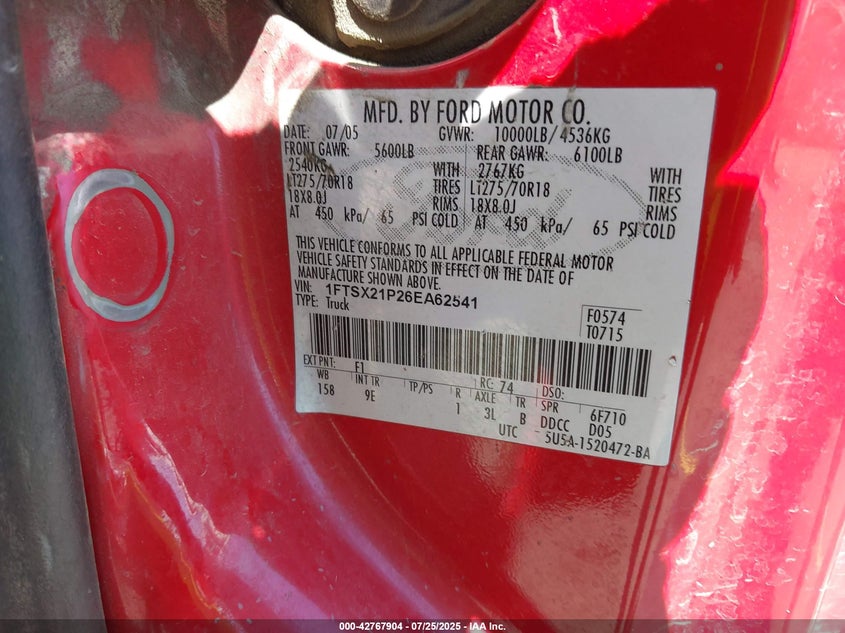 MFD. BY FORD MOTOR CO.
DATE: 07/05 GVWR: 10000LB/4536KG
FRONT GAWR: 5600LB REAR GAWR: 6100LB
2540KG WITH 2767KG WITH
LT275/70R18 TIRES LT275/70R18 TIRES
18X8.0J RIMS 18X8.0J RIMS
AT 450 kPa/ 65 PSI COLD AT 450 kPa/ 65 PSI COLD
THIS VEHICLE CONFORMS TO ALL APPLICABLE FEDERAL MOTOR
VEHICLE SAFETY STANDARDS IN EFFECT ON THE DATE OF
MANUFACTURE SHOWN ABOVE.
VIN: 1FTSX21P26EA62541
TYPE: Truck
F0574
T0715
EXT PNT: F1 RC: 74 DSO:
WB INT TR TP/PS R AXLE TR SPR 6F710
158 9E 1 3L B DDCC D05
UTC 5U5A-1520472-BA
000-42767904 / 07/25/2025 - IAA Inc.